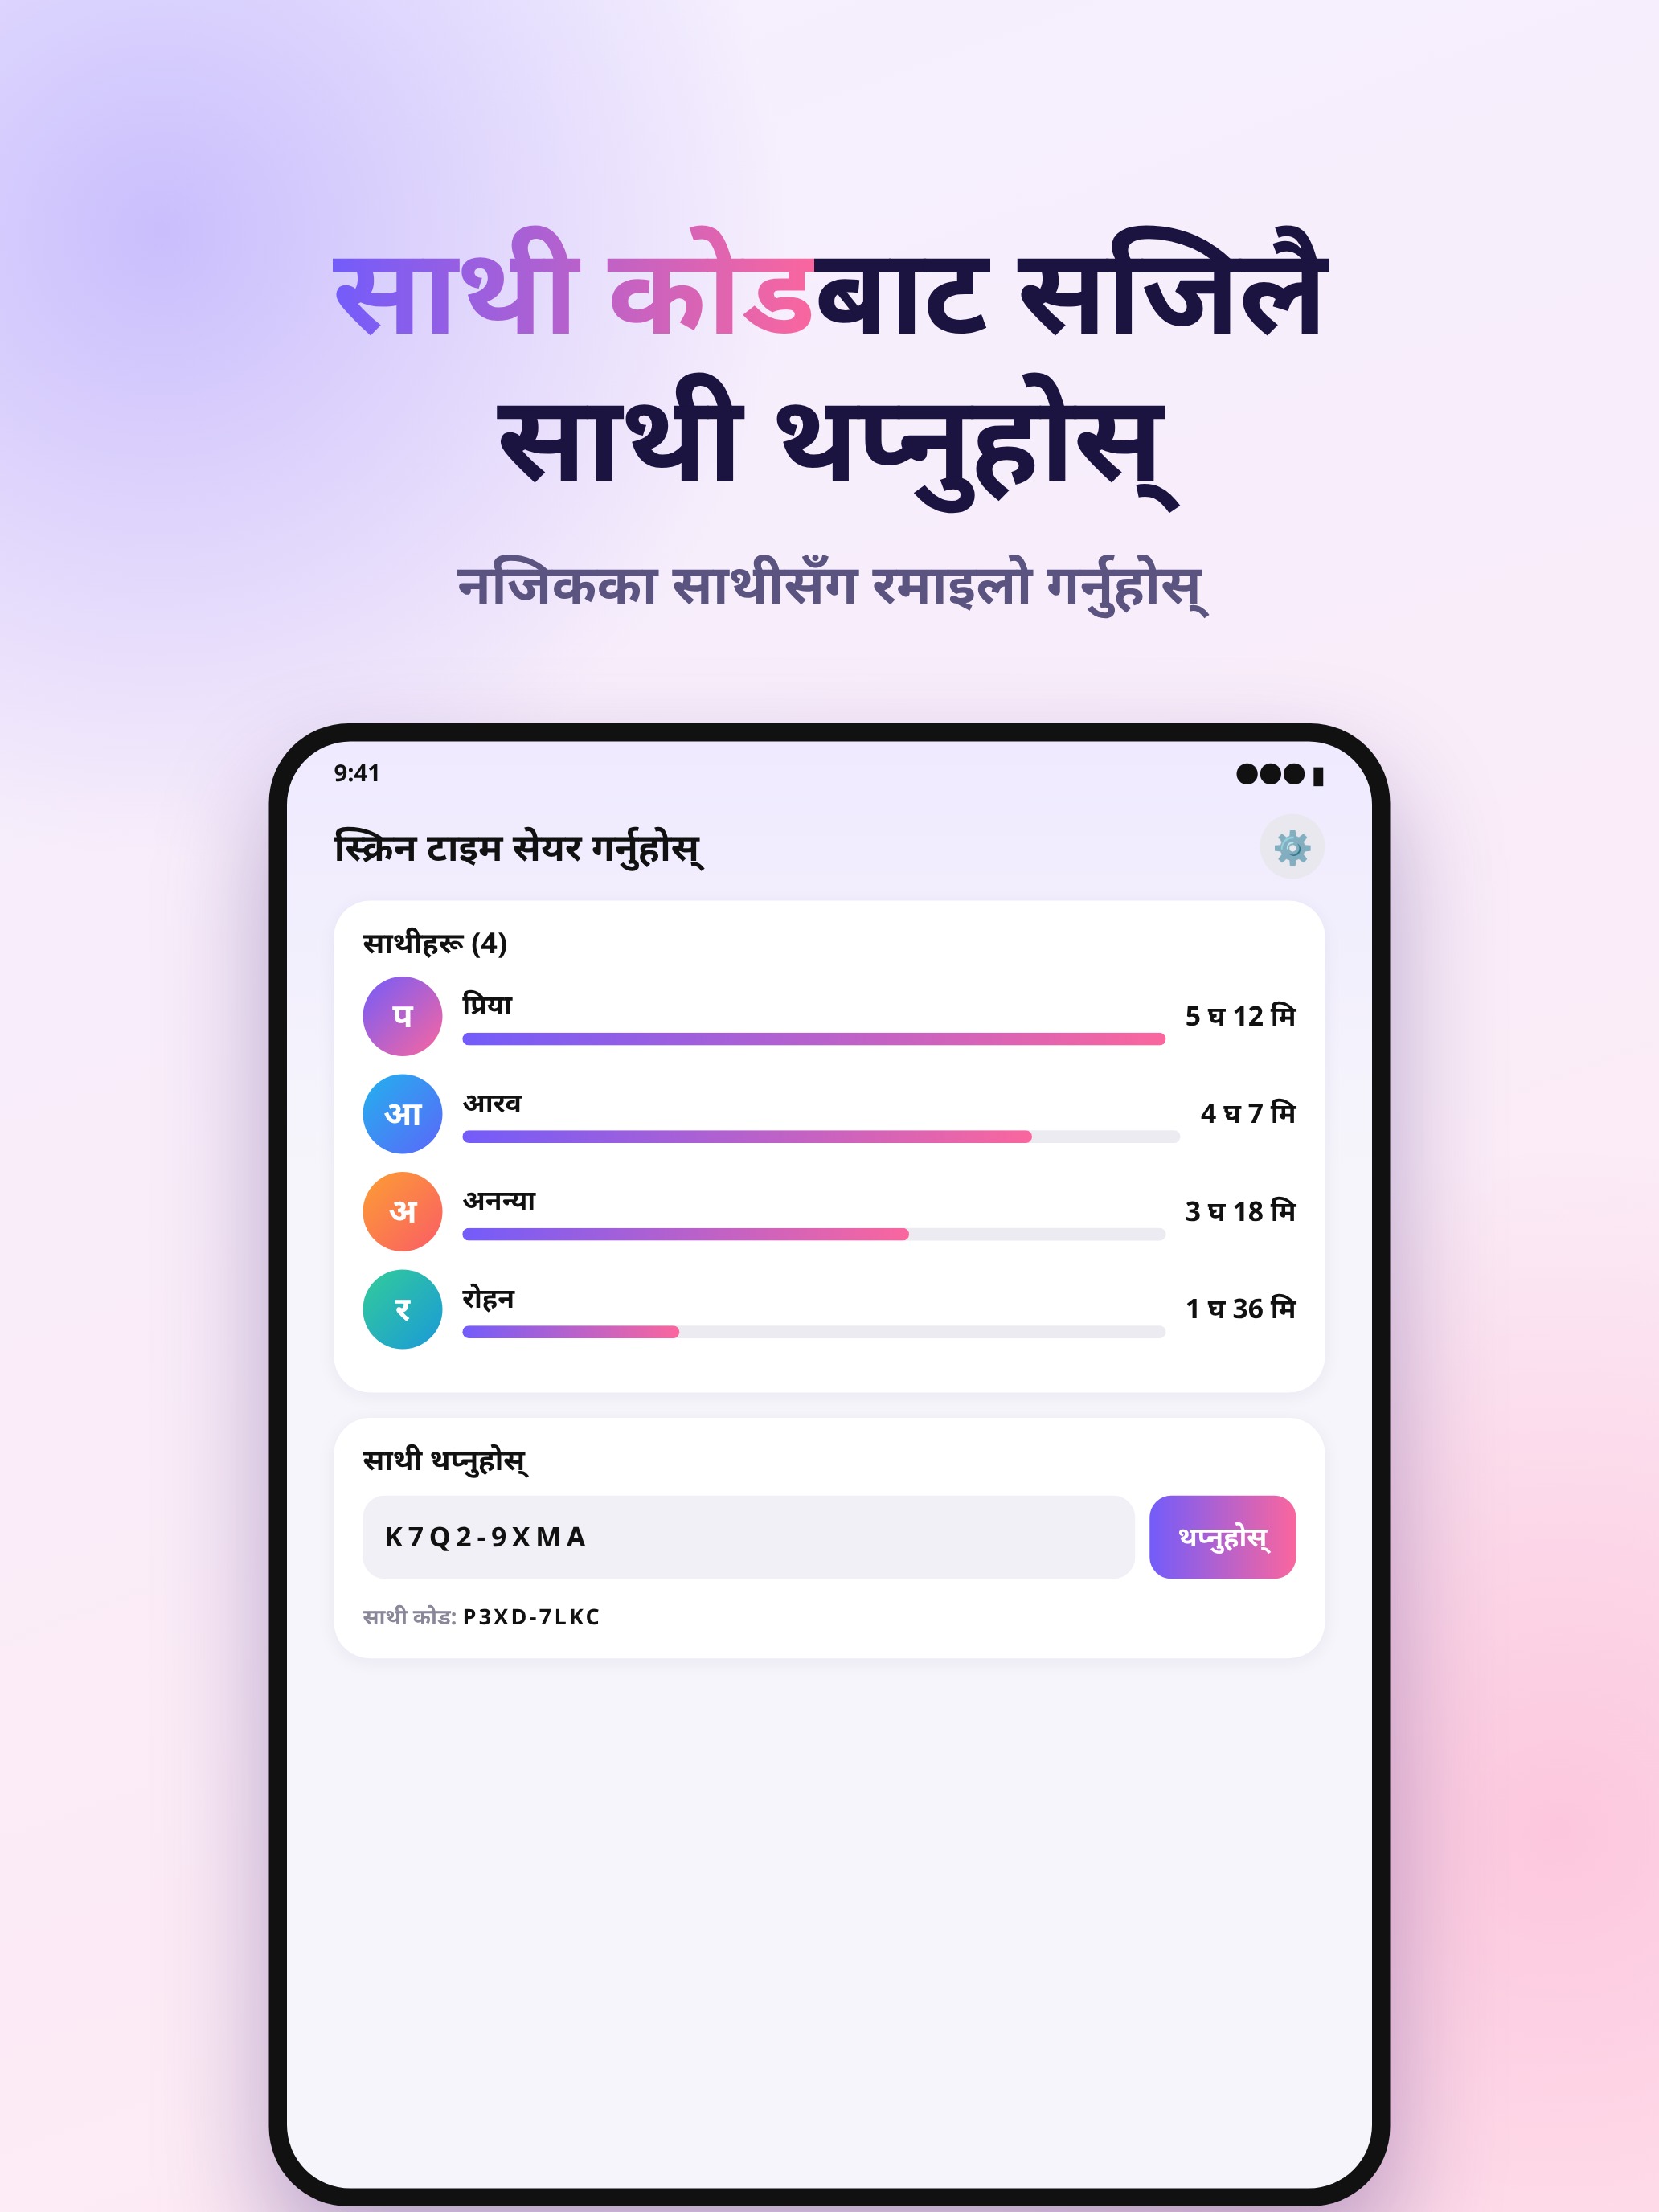 साथी कोडबाट सजिलै
साथी थप्नुहोस्
नजिकका साथीसँग रमाइलो गर्नुहोस्
9:41
स्क्रिन टाइम सेयर गर्नुहोस्
साथीहरू (4)
प
प्रिया
5 घ 12 मि
आ
आरव
4 घ 7 मि
अ
अनन्या
3 घ 18 मि
र
रोहन
1 घ 36 मि
साथी थप्नुहोस्
K7Q2-9XMA
थप्नुहोस्
साथी कोड: P3XD-7LKC